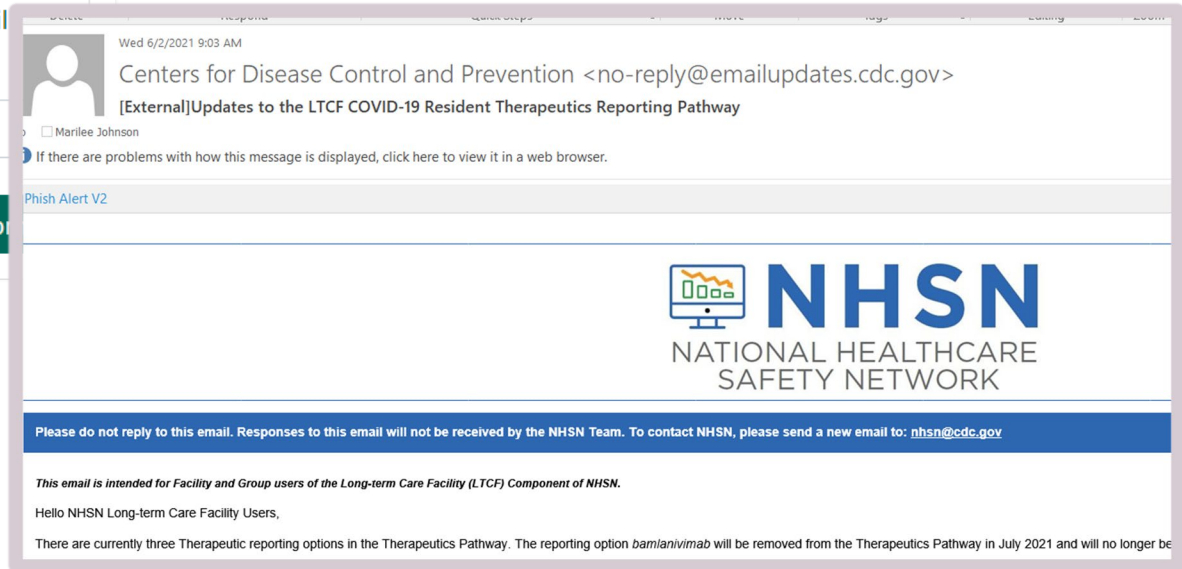 Wed 6/2/2021 9:03 AM
Centers for Disease Control and Prevention <no-reply@emailupdates.cdc.gov>
[External]Updates to the LTCF COVID-19 Resident Therapeutics Reporting Pathway
Marilee Johnson
If there are problems with how this message is displayed, click here to view it in a web browser.
Phish Alert V2
NHSN
NATIONAL HEALTHCARE
SAFETY NETWORK
Please do not reply to this email. Responses to this email will not be received by the NHSN Team. To contact NHSN, please send a new email to: nhsn@cdc.gov
This email is intended for Facility and Group users of the Long-term Care Facility (LTCF) Component of NHSN.
Hello NHSN Long-term Care Facility Users,
There are currently three Therapeutic reporting options in the Therapeutics Pathway. The reporting option bamlanivimab will be removed from the Therapeutics Pathway in July 2021 and will no longer be